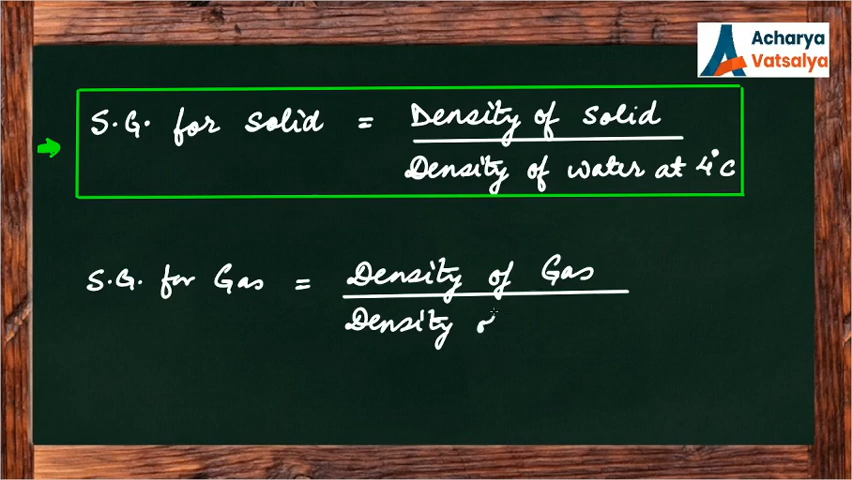 Acharya
Vatsalya
S.G. for solid = Density of solid
Density of water at 4°C
S.G. for Gas = Density of Gas
Density o